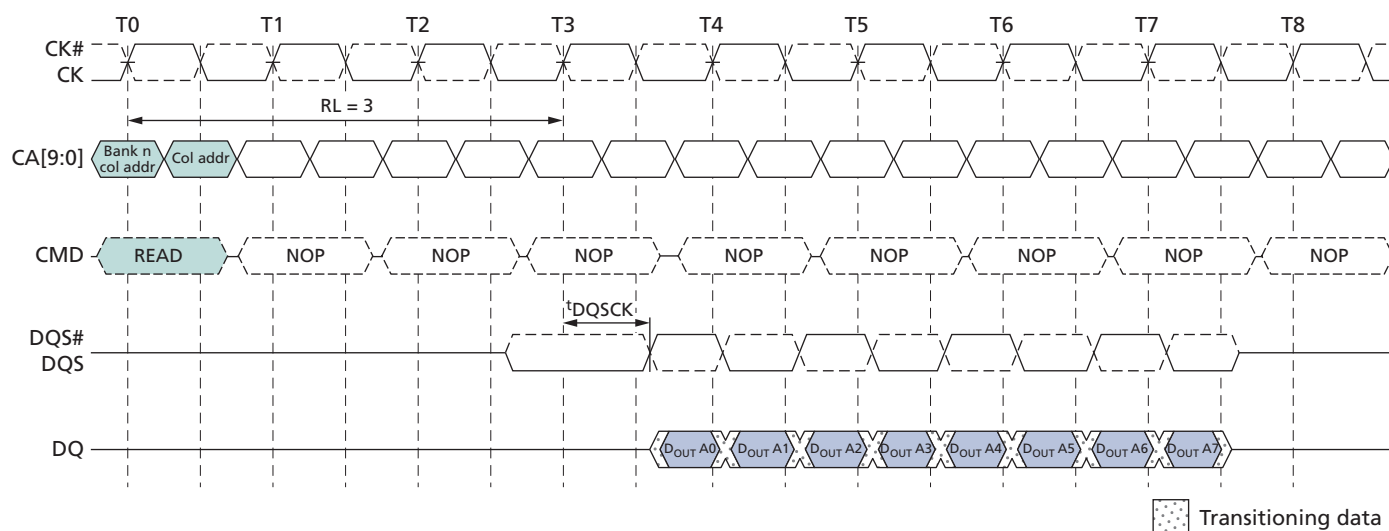 T0 T1 T2 T3 T4 T5 T6 T7 T8
CK#
CK
RL = 3
CA[9:0] Bank n col addr Col addr
CMD READ NOP NOP NOP NOP NOP NOP NOP NOP
tDQSCK
DQS#
DQS
DQ DOUT A0 DOUT A1 DOUT A2 DOUT A3 DOUT A4 DOUT A5 DOUT A6 DOUT A7
Transitioning data